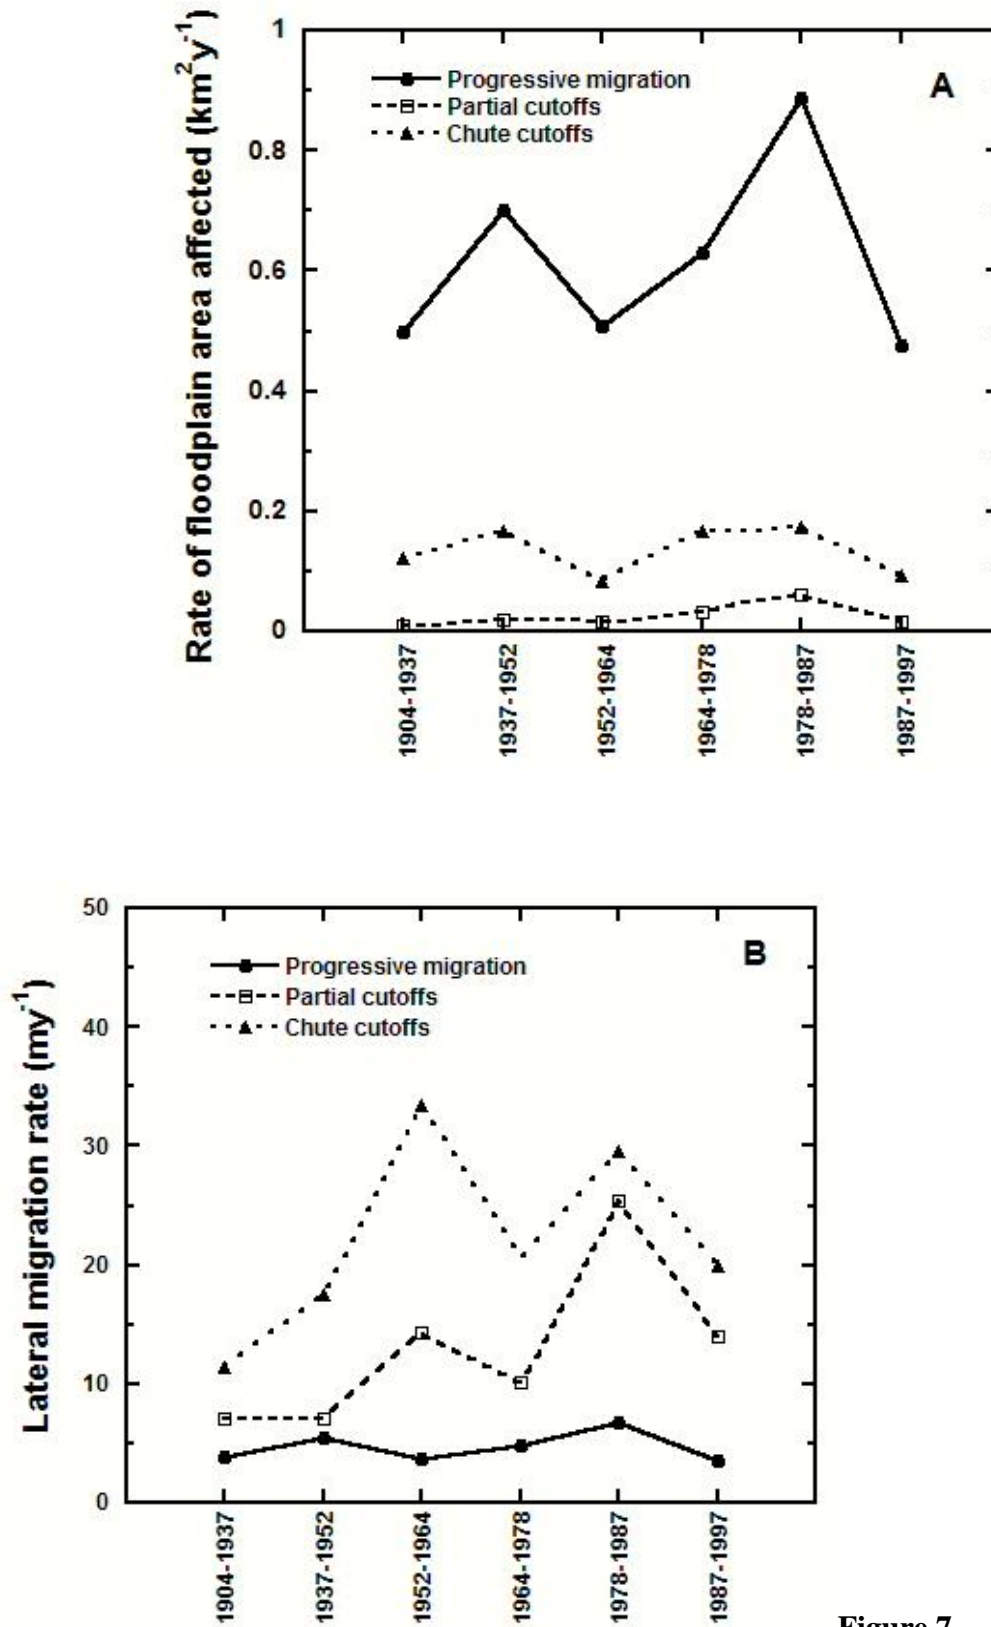 Rate of floodplain area affected (km²y⁻¹)
1
0.8
0.6
0.4
0.2
0
Progressive migration
Partial cutoffs
Chute cutoffs
A
1904-1937
1937-1952
1952-1964
1964-1978
1978-1987
1987-1997
Lateral migration rate (my⁻¹)
50
40
30
20
10
0
Progressive migration
Partial cutoffs
Chute cutoffs
B
1904-1937
1937-1952
1952-1964
1964-1978
1978-1987
1987-1997
Figure 7